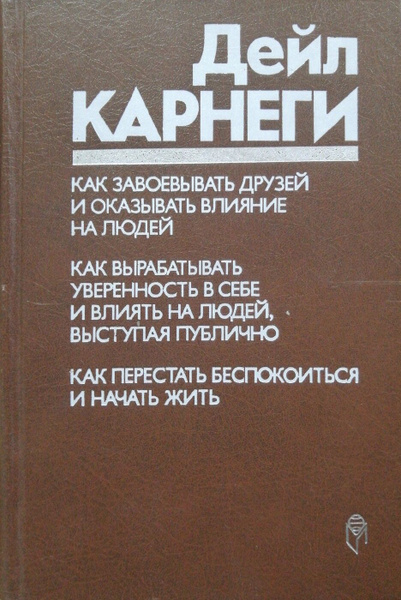 Дейл
КАРНЕГИ
КАК ЗАВОЕВЫВАТЬ ДРУЗЕЙ
И ОКАЗЫВАТЬ ВЛИЯНИЕ
НА ЛЮДЕЙ
КАК ВЫРАБАТЫВАТЬ
УВЕРЕННОСТЬ В СЕБЕ
И ВЛИЯТЬ НА ЛЮДЕЙ,
ВЫСТУПАЯ ПУБЛИЧНО
КАК ПЕРЕСТАТЬ БЕСПОКОИТЬСЯ
И НАЧАТЬ ЖИТЬ